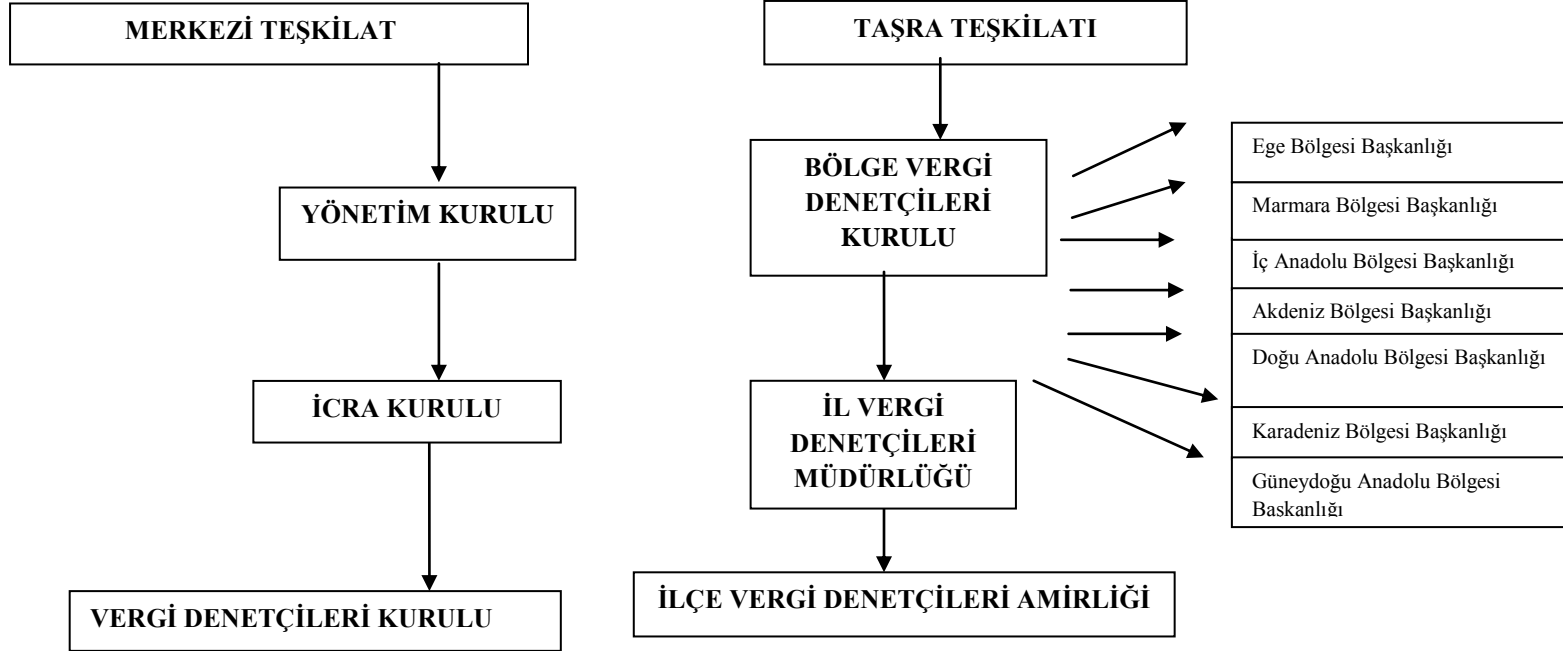 MERKEZİ TEŞKİLAT
YÖNETİM KURULU
İCRA KURULU
VERGİ DENETÇİLERİ KURULU
TAŞRA TEŞKİLATI
BÖLGE VERGİ
DENETÇİLERİ
KURULU
İL VERGİ
DENETÇİLERİ
MÜDÜRLÜĞÜ
İLÇE VERGİ DENETÇİLERİ AMİRLİĞİ
Ege Bölgesi Başkanlığı
Marmara Bölgesi Başkanlığı
İç Anadolu Bölgesi Başkanlığı
Akdeniz Bölgesi Başkanlığı
Doğu Anadolu Bölgesi Başkanlığı
Karadeniz Bölgesi Başkanlığı
Güneydoğu Anadolu Bölgesi
Başkanlığı